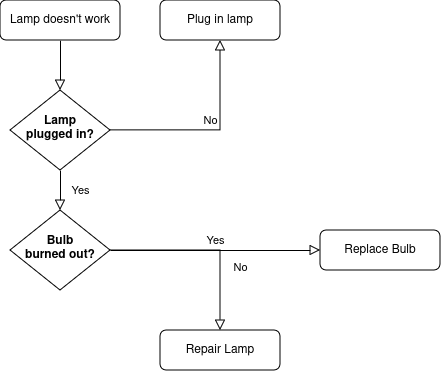 Lamp doesn't work
Plug in lamp
Lamp
plugged in?
No
Yes
Bulb
burned out?
Yes
Replace Bulb
No
Repair Lamp